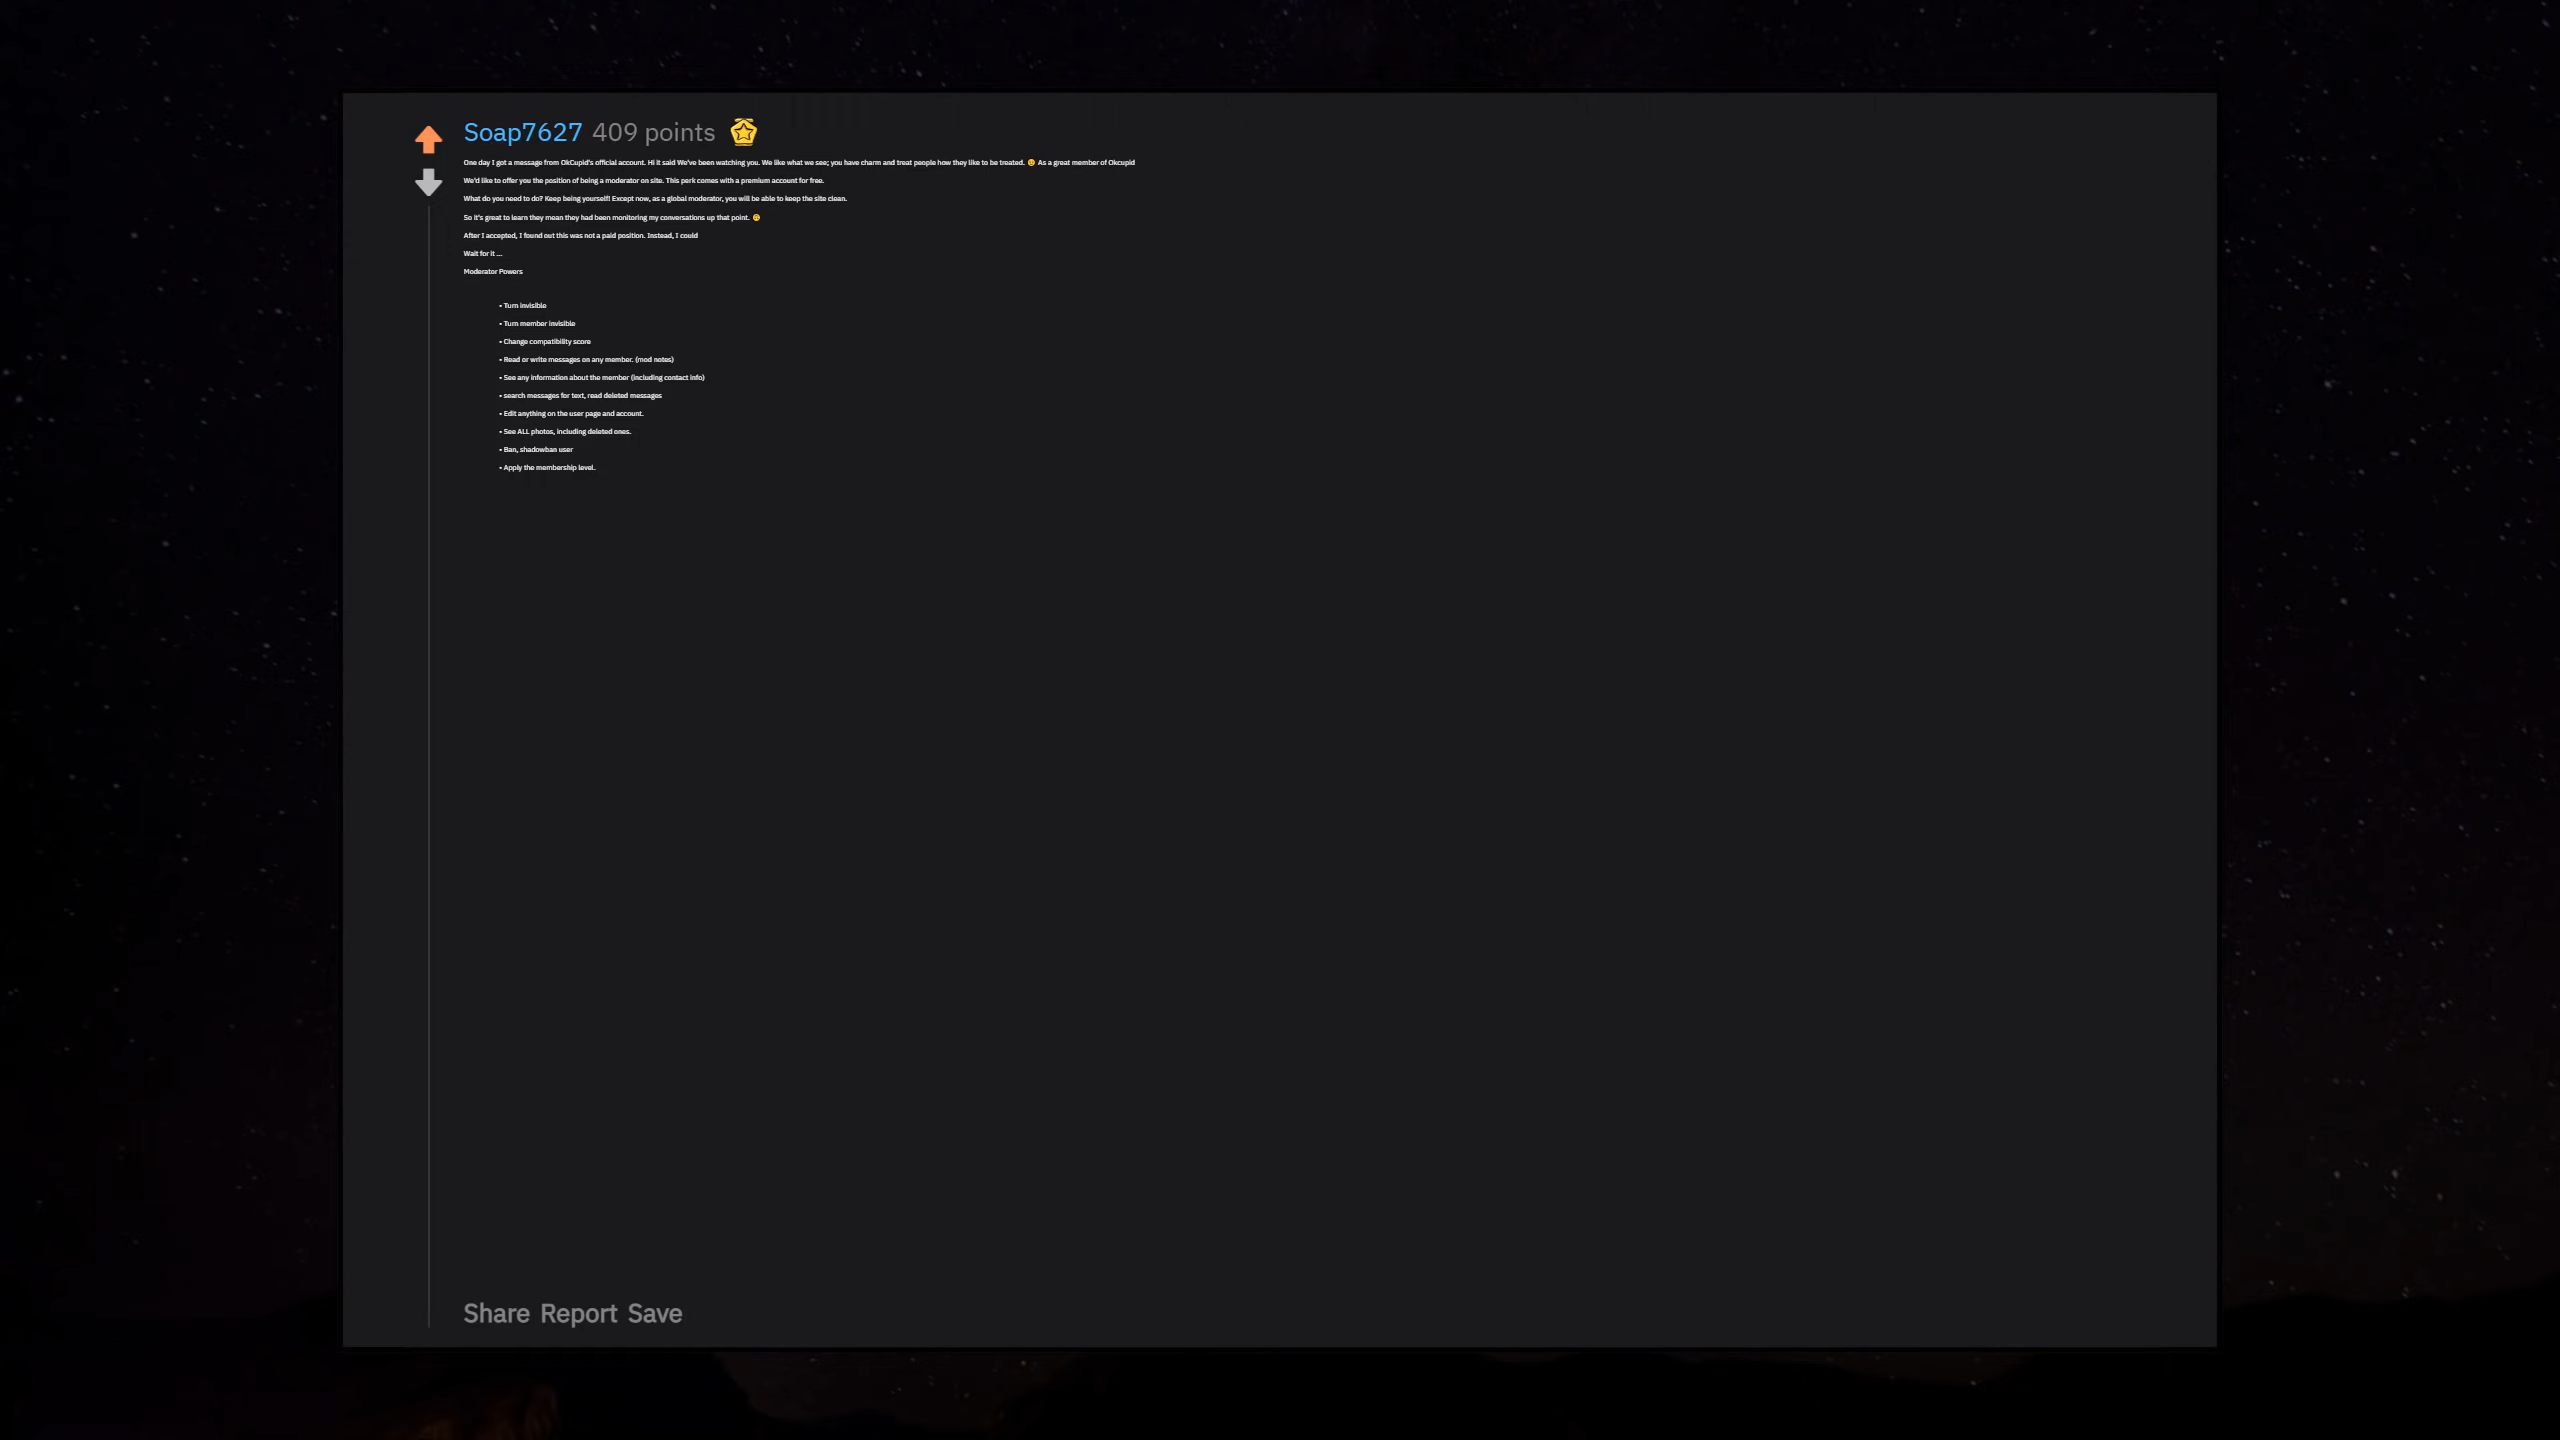 Soap7627 409 points
One day I got a message from OkCupid's official account. Hi it said We've been watching you. We like what we see; you have charm and treat people how they like to be treated. 🙂 As a great member of Okcupid
We'd like to offer you the position of being a moderator on site. This perk comes with a premium account for free.
What do you need to do? Keep being yourself! Except now, as a global moderator, you will be able to keep the site clean.
So it's great to learn they mean they had been monitoring my conversations up that point. 🙃
After I accepted, I found out this was not a paid position. Instead, I could
Wait for it ...
Moderator Powers
• Turn invisible
• Turn member invisible
• Change compatibility score
• Read or write messages on any member. (mod notes)
• See any information about the member (including contact info)
• search messages for text, read deleted messages
• Edit anything on the user page and account.
• See ALL photos, including deleted ones.
• Ban, shadowban user
• Apply the membership level.
Share Report Save